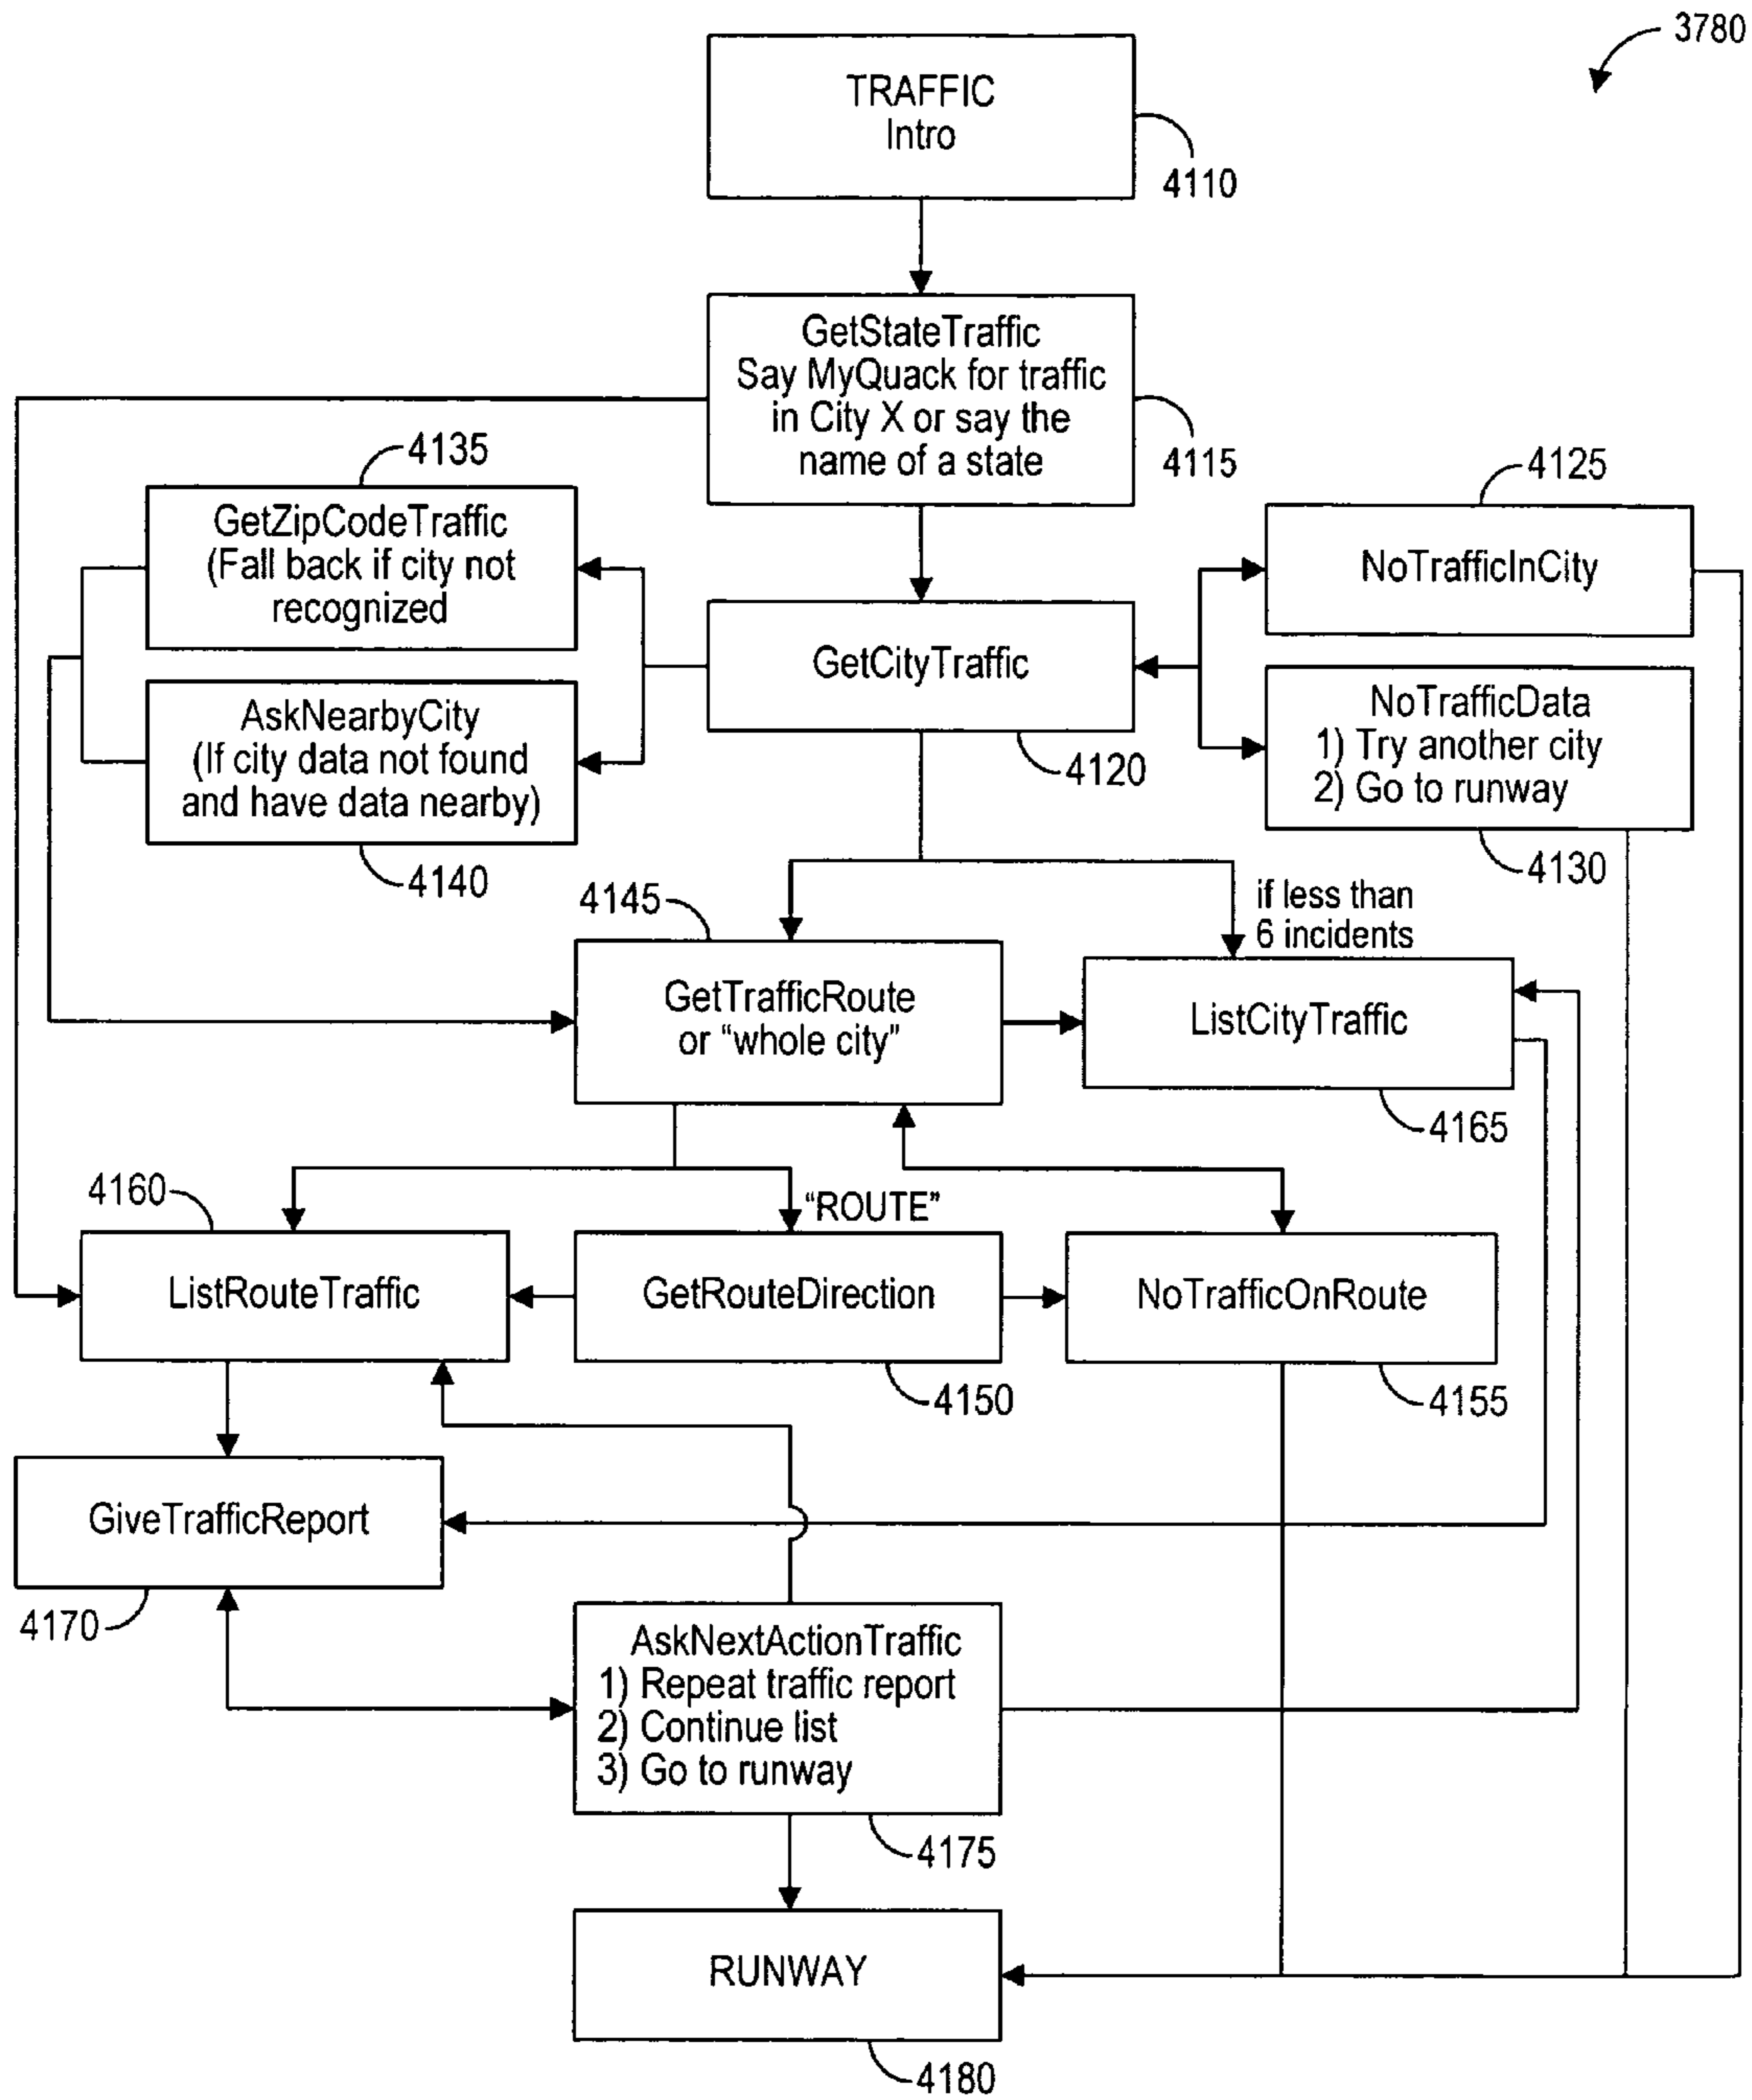 3780
TRAFFIC
Intro
4110
GetStateTraffic
Say MyQuack for traffic
in City X or say the
name of a state
4115
4135
GetZipCodeTraffic
(Fall back if city not
recognized
4125
NoTrafficInCity
GetCityTraffic
4120
AskNearbyCity
(If city data not found
and have data nearby)
4140
NoTrafficData
1) Try another city
2) Go to runway
4130
4145
GetTrafficRoute
or “whole city”
if less than
6 incidents
ListCityTraffic
4165
4160
ListRouteTraffic
“ROUTE”
GetRouteDirection
4150
NoTrafficOnRoute
4155
GiveTrafficReport
4170
AskNextActionTraffic
1) Repeat traffic report
2) Continue list
3) Go to runway
4175
RUNWAY
4180